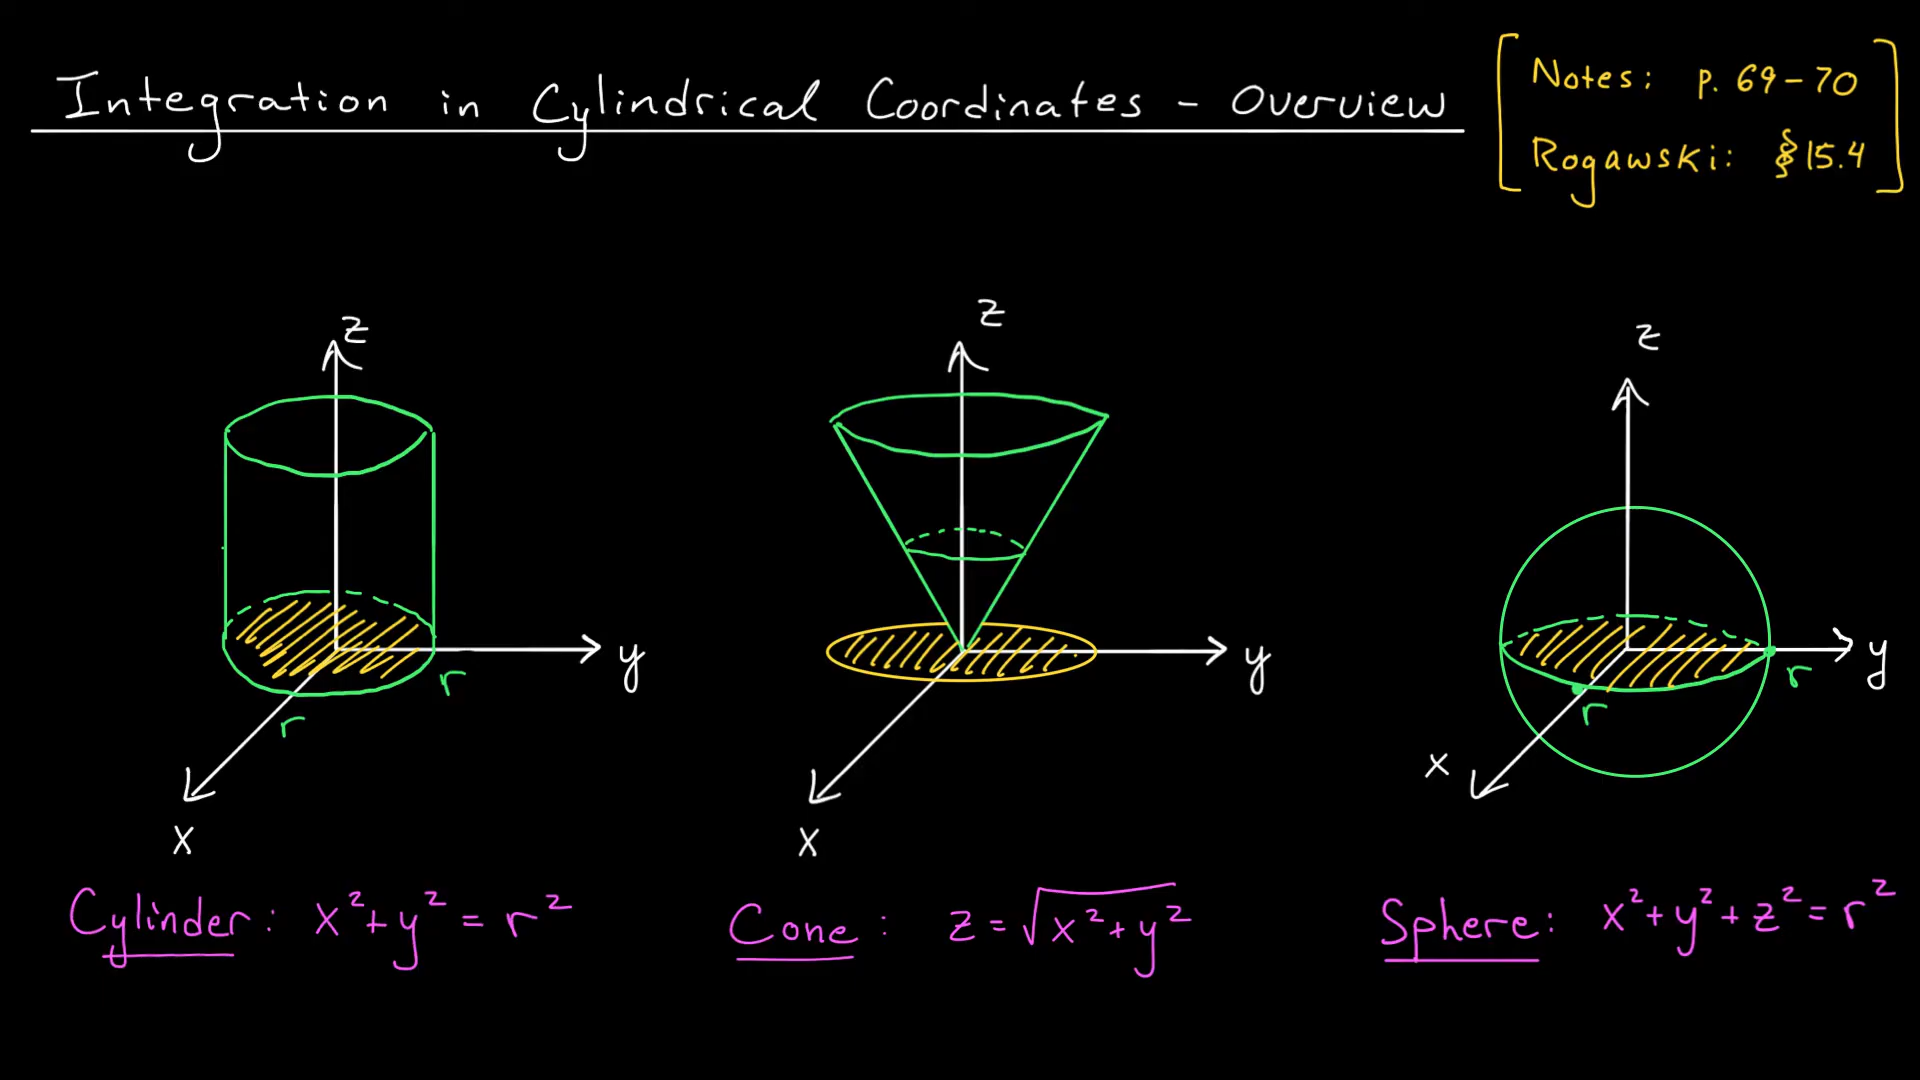 Integration in Cylindrical Coordinates - Overview
Notes: p. 69-70
Rogawski: §15.4
z
y
r
r
x
z
y
x
z
y
r
r
x
Cylinder: x²+y² = r²
Cone: z = √x²+y²
Sphere: x²+y²+z² = r²